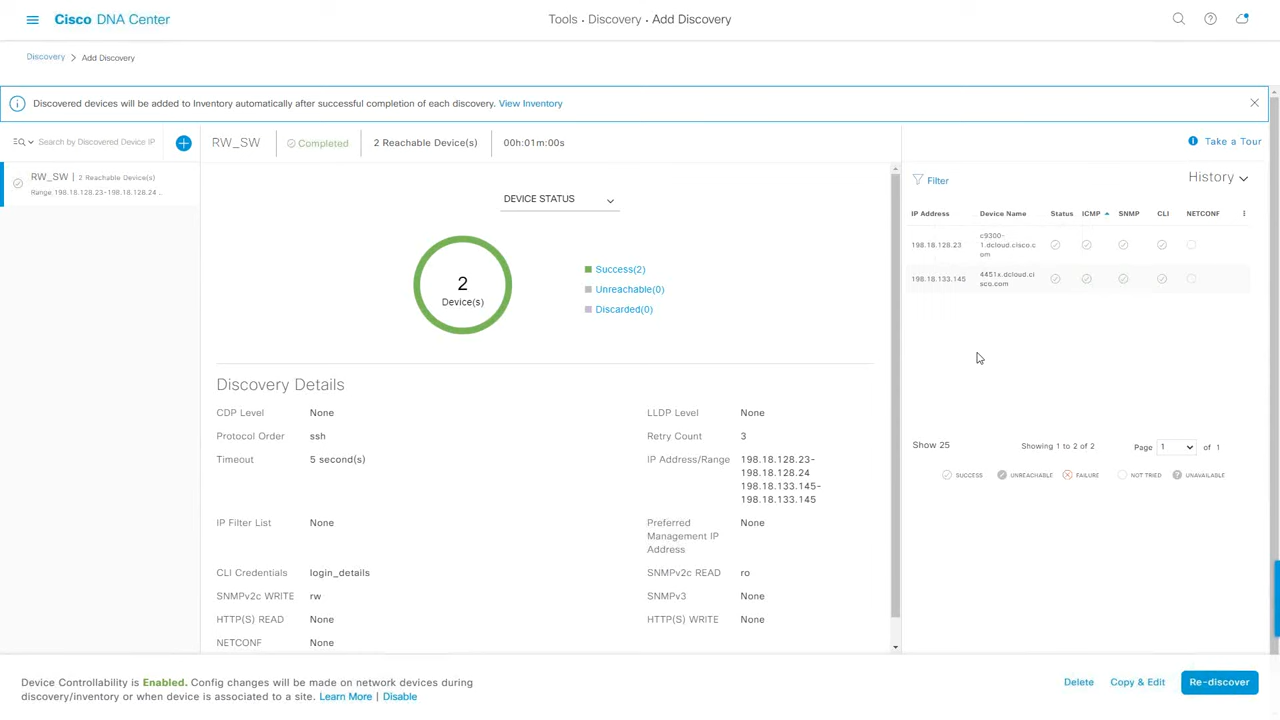 Cisco DNA Center
Tools · Discovery · Add Discovery
Discovery > Add Discovery
Discovered devices will be added to Inventory automatically after successful completion of each discovery. View Inventory
Search by Discovered Device IP
RW_SW
Completed
2 Reachable Device(s)
00h:01m:00s
Take a Tour
RW_SW | 2 Reachable Device(s)
Range 198.18.128.23-198.18.128.24 ..
DEVICE STATUS
2
Device(s)
Success(2)
Unreachable(0)
Discarded(0)
Discovery Details
CDP Level None
LLDP Level None
Protocol Order ssh
Retry Count 3
Timeout 5 second(s)
IP Address/Range 198.18.128.23-
198.18.128.24
198.18.133.145-
198.18.133.145
IP Filter List None
Preferred None
Management IP
Address
CLI Credentials login_details
SNMPv2c READ ro
SNMPv2c WRITE rw
SNMPv3 None
HTTP(S) READ None
HTTP(S) WRITE None
NETCONF None
Filter
History
IP Address Device Name Status ICMP SNMP CLI NETCONF
198.18.128.23
c9300-
1.dcloud.cisco.c
om
198.18.133.145
4451x.dcloud.ci
sco.com
Show 25
Showing 1 to 2 of 2
Page 1 of 1
SUCCESS UNREACHABLE FAILURE NOT TRIED UNAVAILABLE
Device Controllability is Enabled. Config changes will be made on network devices during
discovery/inventory or when device is associated to a site. Learn More | Disable
Delete
Copy & Edit
Re-discover